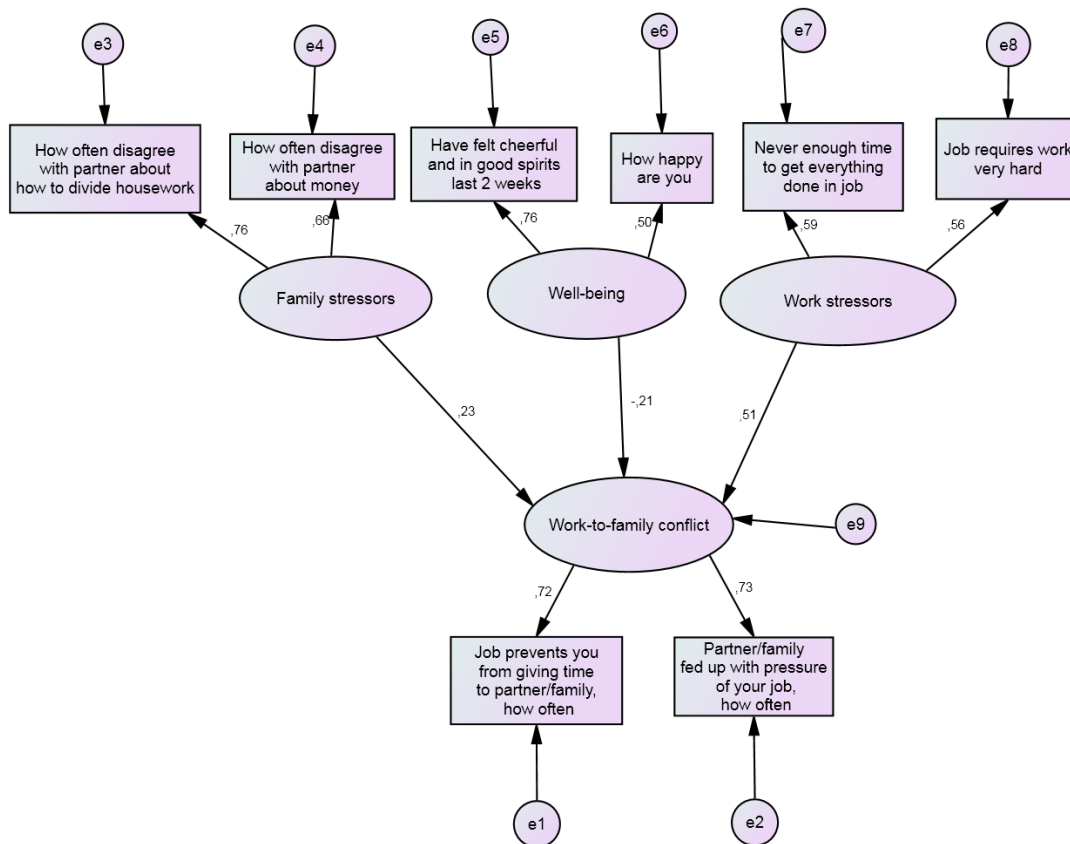 e3
e4
e5
e6
e7
e8
How often disagree
with partner about
how to divide housework
How often disagree
with partner
about money
Have felt cheerful
and in good spirits
last 2 weeks
How happy
are you
Never enough time
to get everything
done in job
Job requires work
very hard
,76
,66
,76
,50
,59
,56
Family stressors
Well-being
Work stressors
,23
-,21
,51
Work-to-family conflict
e9
,72
,73
Job prevents you
from giving time
to partner/family,
how often
Partner/family
fed up with pressure
of your job,
how often
e1
e2